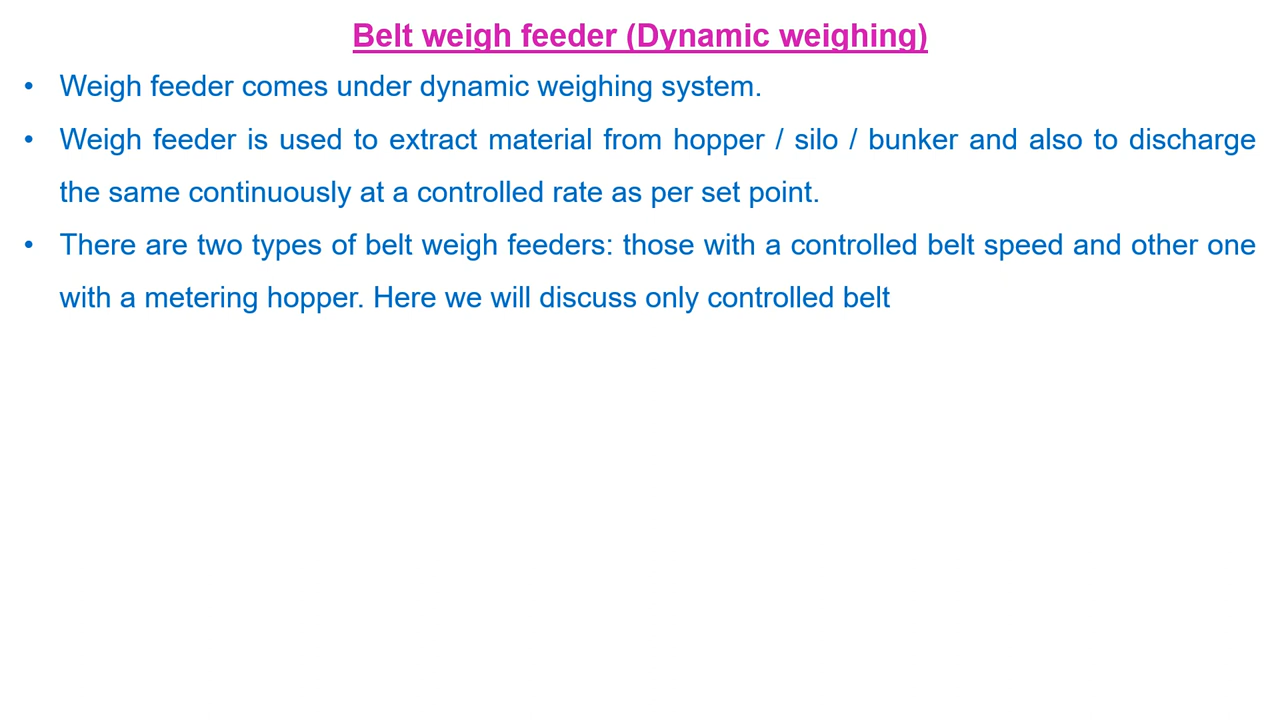 Belt weigh feeder (Dynamic weighing)
• Weigh feeder comes under dynamic weighing system.
• Weigh feeder is used to extract material from hopper / silo / bunker and also to discharge
the same continuously at a controlled rate as per set point.
• There are two types of belt weigh feeders: those with a controlled belt speed and other one
with a metering hopper. Here we will discuss only controlled belt